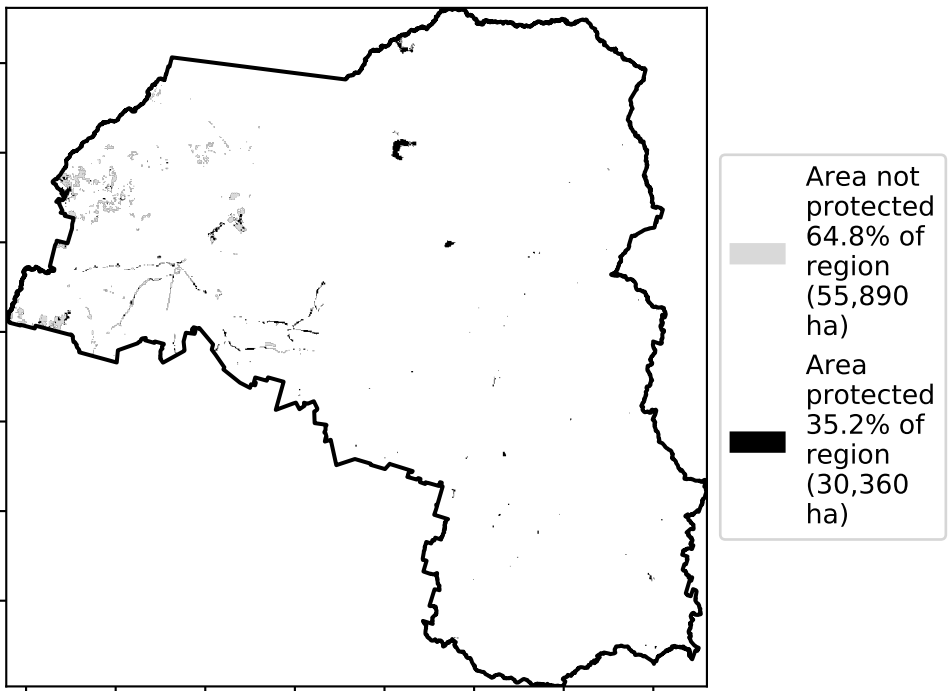 Area not
protected
64.8% of
region
(55,890
ha)
Area
protected
35.2% of
region
(30,360
ha)